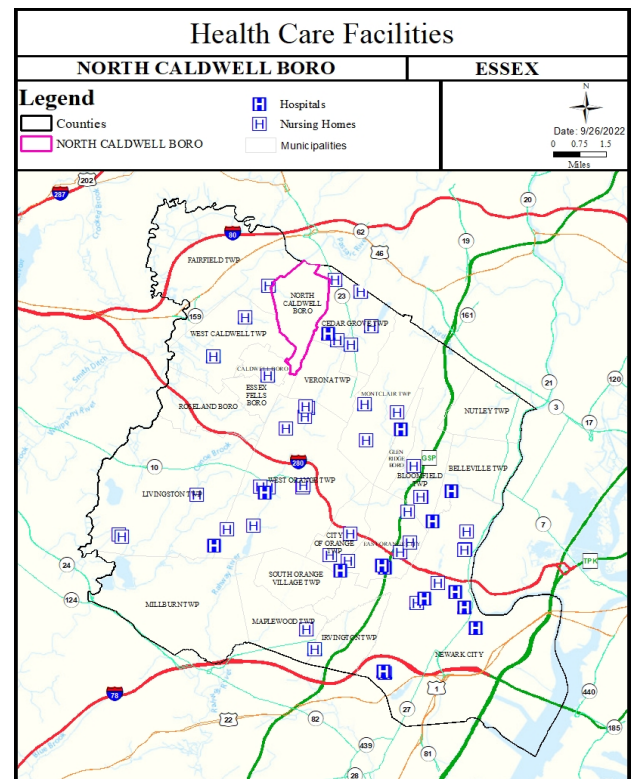 Health Care Facilities
NORTH CALDWELL BORO
ESSEX
Legend
Counties
NORTH CALDWELL BORO
H Hospitals
H Nursing Homes
Municipalities
N
Date: 9/26/2022
0 0.75 1.5
Miles
202
287
80
62
20
19
46
FAIRFIELD TWP
NORTH
CALDWELL
BORO
23
159
161
CEDAR GROVE TWP
WEST CALDWELL TWP
CALDWELL BORO
VERONA TWP
ESSEX
FELLS
BORO
MONTCLAIR TWP
ROSELAND BORO
NUTLEY TWP
21
120
3
17
GLEN
RIDGE
BORO
GSP
BELLEVILLE TWP
BLOOMFIELD
TWP
280
10
WEST ORANGE TWP
LIVINGSTON TWP
7
CITY
OF ORANGE
TWP
EAST ORANGE CITY
TPK
24
SOUTH ORANGE
VILLAGE TWP
124
MILLBURN TWP
MAPLEWOOD TWP
IRVINGTON TWP
NEWARK CITY
78
1
440
27
22
82
185
439
81
28